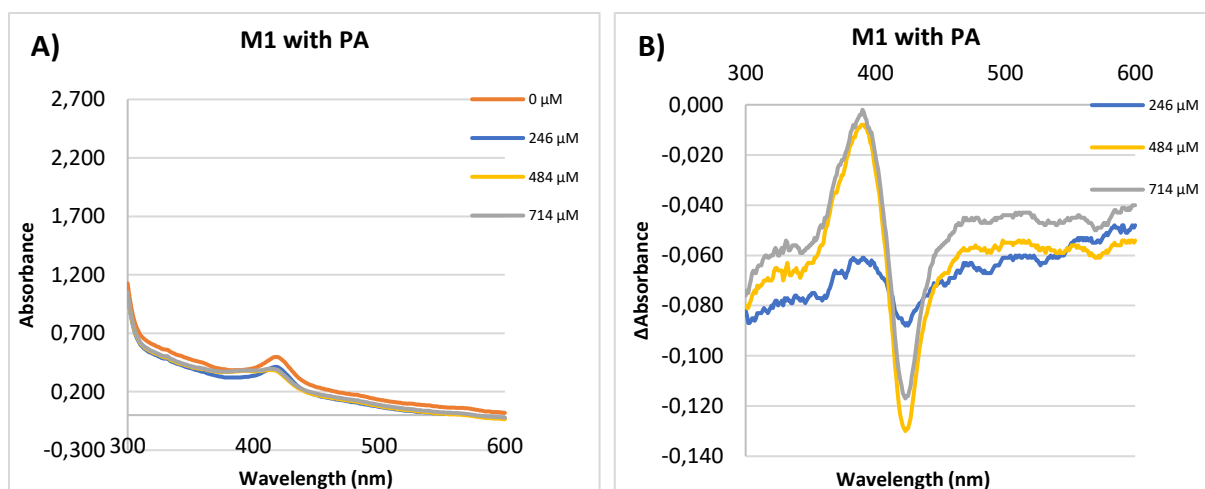 A)
M1 with PA
2,700
2,200
1,700
1,200
0,700
0,200
-0,300
300
400
500
600
Absorbance
Wavelength (nm)
0 µM
246 µM
484 µM
714 µM
B)
M1 with PA
300
400
500
600
0,000
-0,020
-0,040
-0,060
-0,080
-0,100
-0,120
-0,140
ΔAbsorbance
Wavelength (nm)
246 µM
484 µM
714 µM